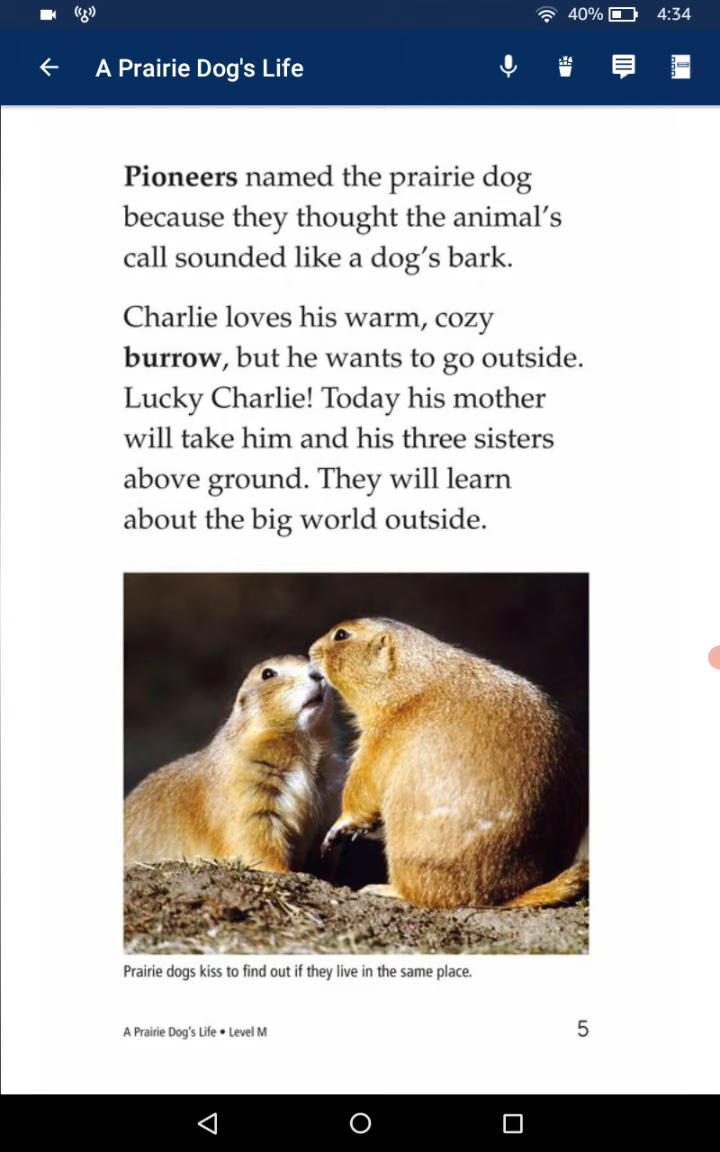 40% 4:34
A Prairie Dog's Life
Pioneers named the prairie dog
because they thought the animal's
call sounded like a dog's bark.
Charlie loves his warm, cozy
burrow, but he wants to go outside.
Lucky Charlie! Today his mother
will take him and his three sisters
above ground. They will learn
about the big world outside.
Prairie dogs kiss to find out if they live in the same place.
A Prairie Dog's Life • Level M 5